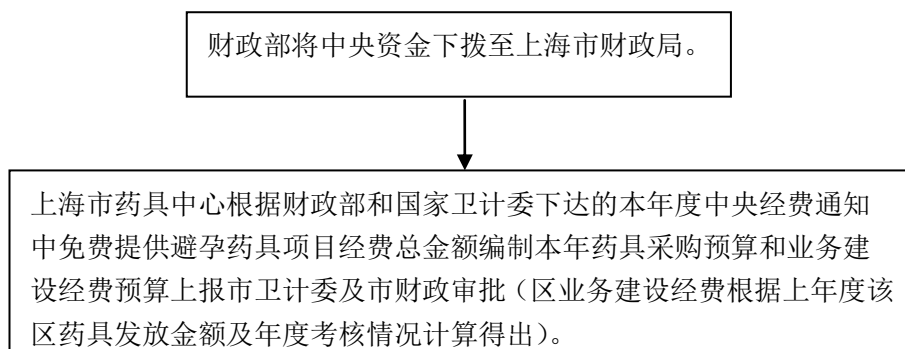 财政部将中央资金下拨至上海市财政局。
上海市药具中心根据财政部和国家卫计委下达的本年度中央经费通知
中免费提供避孕药具项目经费总金额编制本年药具采购预算和业务建
设经费预算上报市卫计委及市财政审批（区业务建设经费根据上年度该
区药具发放金额及年度考核情况计算得出）。